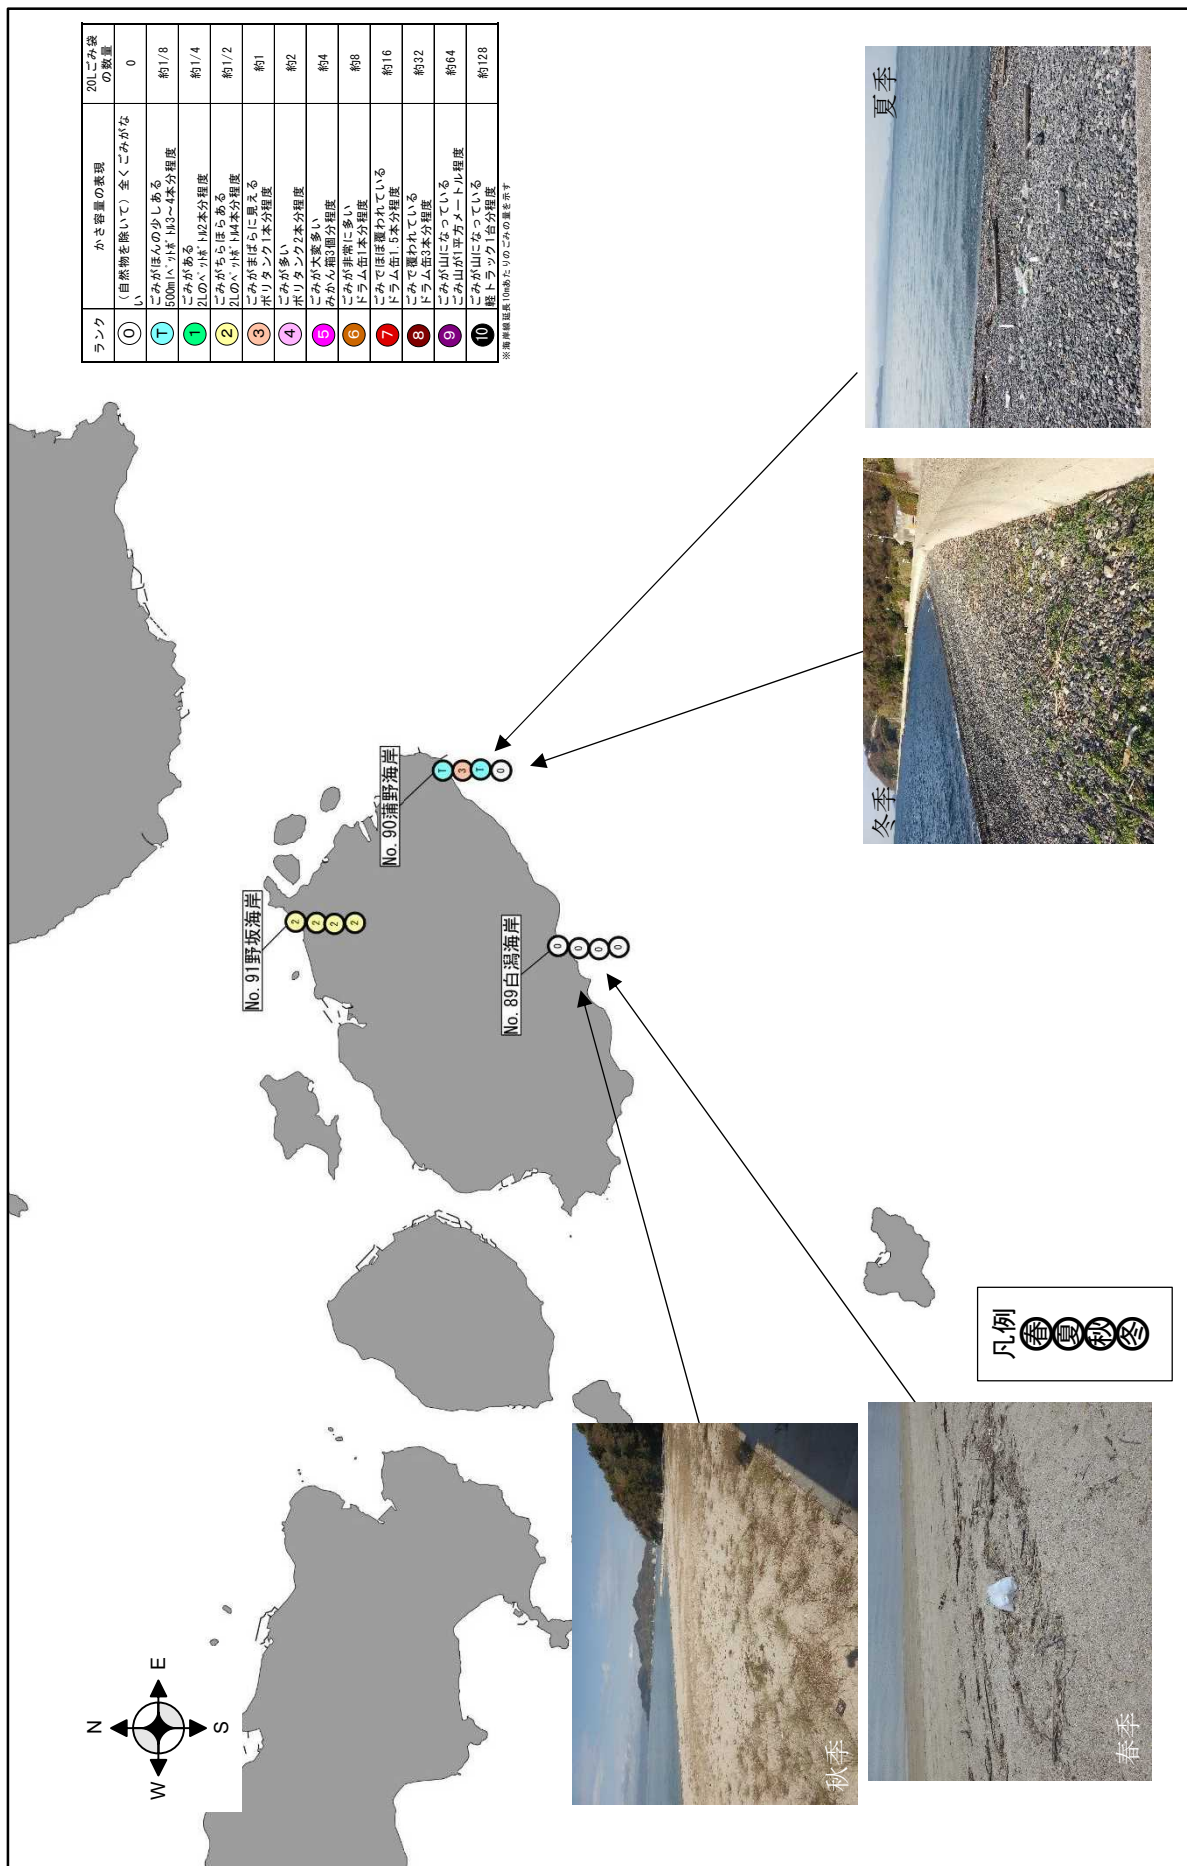 ランク
かさ容量の表現
20Lごみ袋
の数量
0
（自然物を除いて）全くごみがな
い
0
T
ごみがほんの少しある
500mlﾍﾟｯﾄﾎﾞﾄﾙ3～4本分程度
約1/8
1
ごみがある
2Lのﾍﾟｯﾄﾎﾞﾄﾙ2本分程度
約1/4
2
ごみがちらほらある
2Lのﾍﾟｯﾄﾎﾞﾄﾙ4本分程度
約1/2
3
ごみがまばらに見える
ポリタンク1本分程度
約1
4
ごみが多い
ポリタンク2本分程度
約2
5
ごみが大変多い
みかん箱3個分程度
約4
6
ごみが非常に多い
ドラム缶1本分程度
約8
7
ごみでほぼ覆われている
ドラム缶1.5本分程度
約16
8
ごみで覆われている
ドラム缶3本分程度
約32
9
ごみが山になっている
ごみ山が1平方メートル程度
約64
10
ごみが山になっている
軽トラック1台分程度
約128
※海岸線延長10mあたりのごみの量を示す
N
W
E
S
No.91野坂海岸
2
2
2
2
No.90蒲野海岸
T
3
T
0
No.89白潟海岸
0
0
0
0
秋季
春季
冬季
夏季
凡例
春
夏
秋
冬